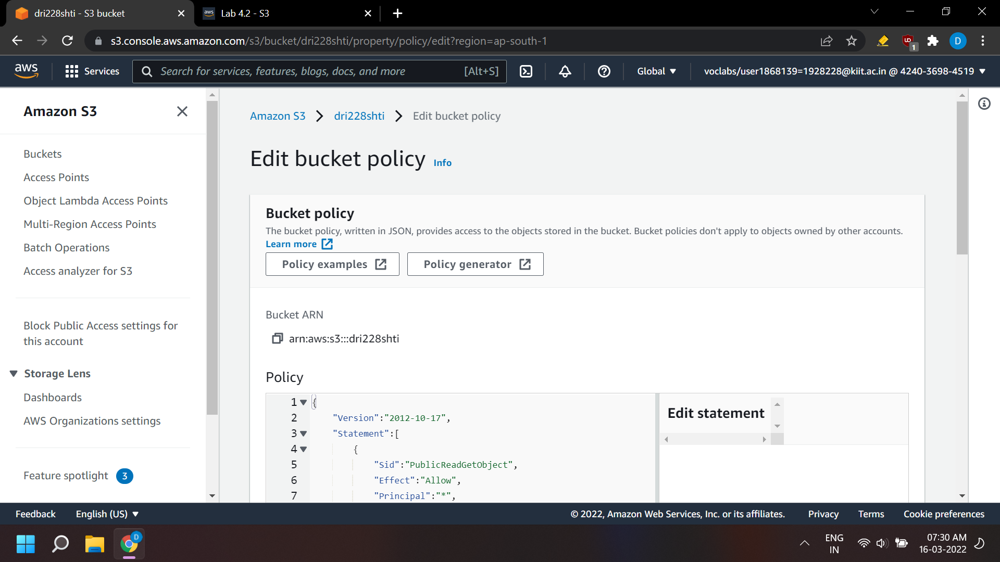 dri228shti - S3 bucket
aws
Lab 4.2 - S3
s3.console.aws.amazon.com/s3/bucket/dri228shti/property/policy/edit?region=ap-south-1
1
D
aws
Services
Search for services, features, blogs, docs, and more
[Alt+S]
Global
voclabs/user1868139=1928228@kiit.ac.in @ 4240-3698-4519
Amazon S3
Buckets
Access Points
Object Lambda Access Points
Multi-Region Access Points
Batch Operations
Access analyzer for S3
Block Public Access settings for
this account
Storage Lens
Dashboards
AWS Organizations settings
Feature spotlight 3
Amazon S3 > dri228shti > Edit bucket policy
Edit bucket policy Info
Bucket policy
The bucket policy, written in JSON, provides access to the objects stored in the bucket. Bucket policies don't apply to objects owned by other accounts.
Learn more
Policy examples
Policy generator
Bucket ARN
arn:aws:s3:::dri228shti
Policy
1 {
2 "Version":"2012-10-17",
3 "Statement":[
4 {
5 "Sid":"PublicReadGetObject",
6 "Effect":"Allow",
7 "Principal":"*",
Edit statement
Feedback
English (US)
© 2022, Amazon Web Services, Inc. or its affiliates.
Privacy
Terms
Cookie preferences
D
ENG
IN
07:30 AM
16-03-2022